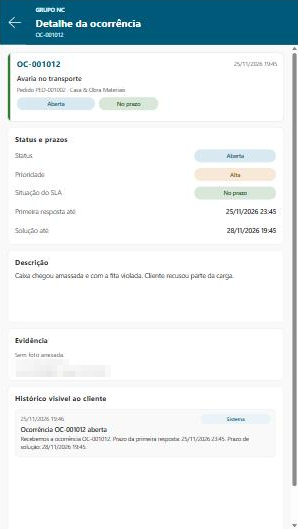 GRUPO NC
Detalhe da ocorrência
OC-001012
OC-001012
25/11/2026 19:45
Avaria no transporte
Pedido PED-001002 · Casa & Obra Materiais
Aberta
No prazo
Status e prazos
Status
Aberta
Prioridade
Alta
Situação do SLA
No prazo
Primeira resposta até
25/11/2026 23:45
Solução até
28/11/2026 19:45
Descrição
Caixa chegou amassada e com a fita violada. Cliente recusou parte da carga.
Evidência
Sem foto anexada.
Histórico visível ao cliente
25/11/2026 19:46
Sistema
Ocorrência OC-001012 aberta
Recebemos a ocorrência OC-001012. Prazo da primeira resposta: 25/11/2026 23:45. Prazo de
solução: 28/11/2026 19:45.